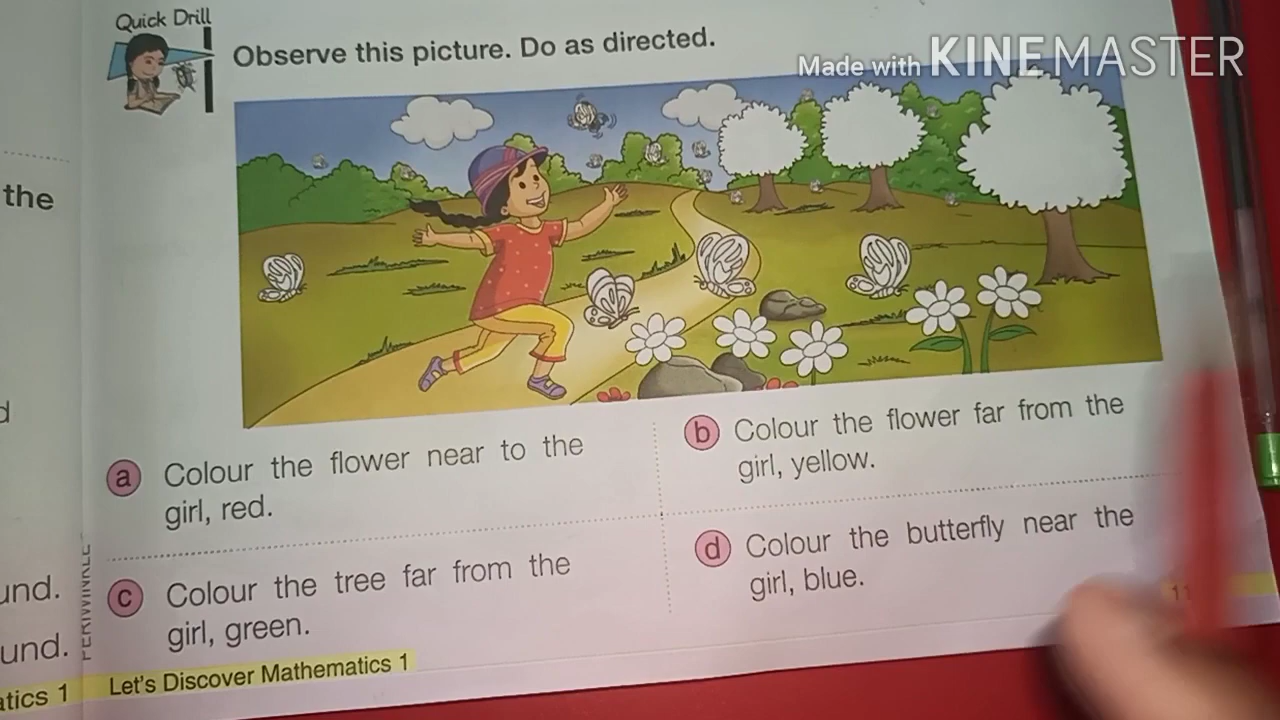 Quick Drill
Observe this picture. Do as directed.
Made with KINEMASTER
the
a Colour the flower near to the
girl, red.
b Colour the flower far from the
girl, yellow.
c Colour the tree far from the
girl, green.
d Colour the butterfly near the
girl, blue.
und.
und.
PERIWINKLE
11
Let's Discover Mathematics 1
atics 1